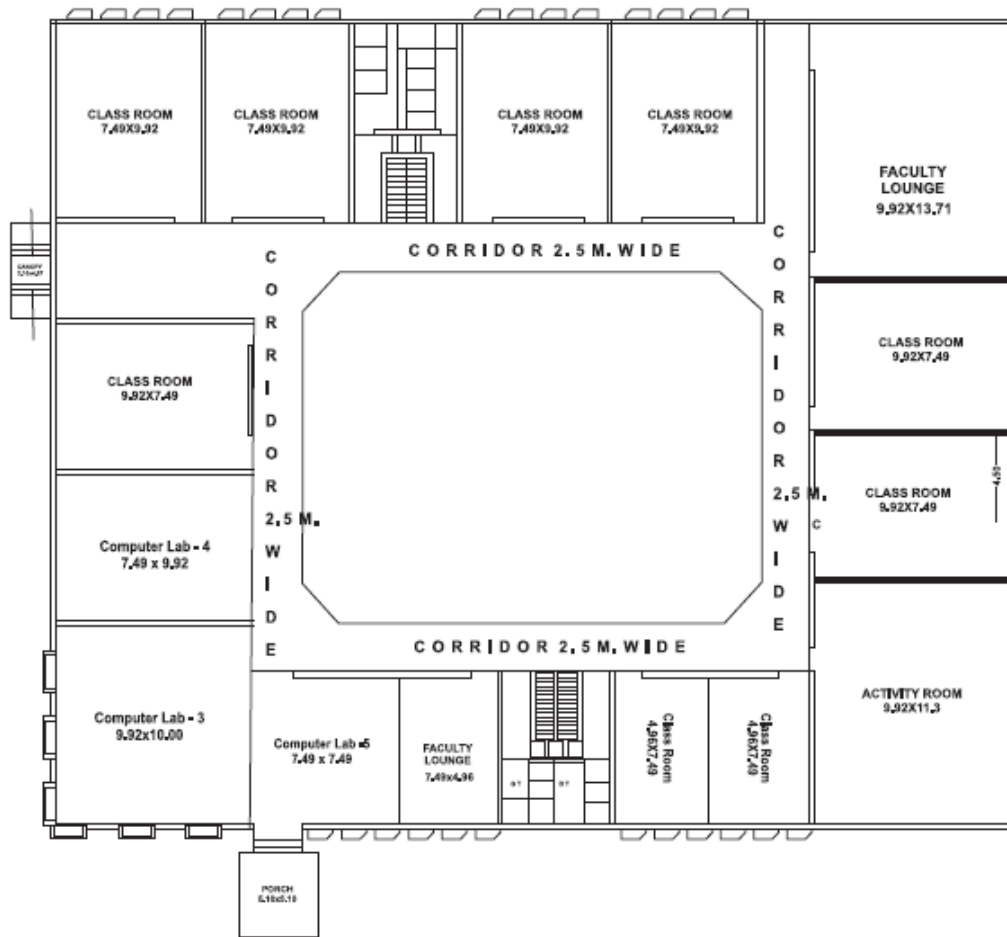 CLASS ROOM
7.49X9.92
CLASS ROOM
7.49X9.92
CLASS ROOM
7.49X9.92
CLASS ROOM
7.49X9.92
FACULTY
LOUNGE
9.92X13.71
CORRIDOR 2.5 M. WIDE
CORRIDOR 2.5 M. WIDE
CORRIDOR 2.5 M. WIDE
CLASS ROOM
9.92X7.49
CLASS ROOM
9.92X7.49
CLASS ROOM
9.92X7.49
4.50
C
Computer Lab - 4
7.49 x 9.92
CORRIDOR 2.5 M. WIDE
Computer Lab - 3
9.92x10.00
Computer Lab -5
7.49 x 7.49
FACULTY
LOUNGE
7.49x4.96
Class Room
4.96X7.49
Class Room
4.96X7.49
ACTIVITY ROOM
9.92X11.3
PORCH
5.10x5.10